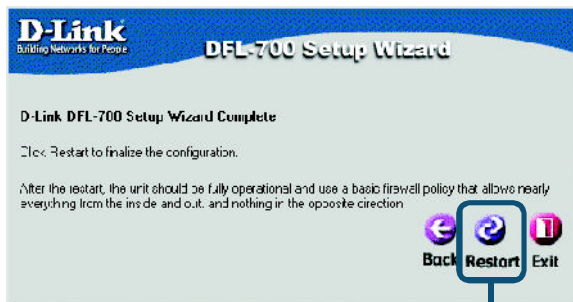 D-Link
Building Networks for People
DFL-700 Setup Wizard
D-Link DFL-700 Setup Wizard Complete
Click Restart to finalize the configuration.
After the restart, the unit should be fully operational and use a basic firewall policy that allows nearly
everything from the inside and out, and nothing in the opposite direction
Back
Restart
Exit